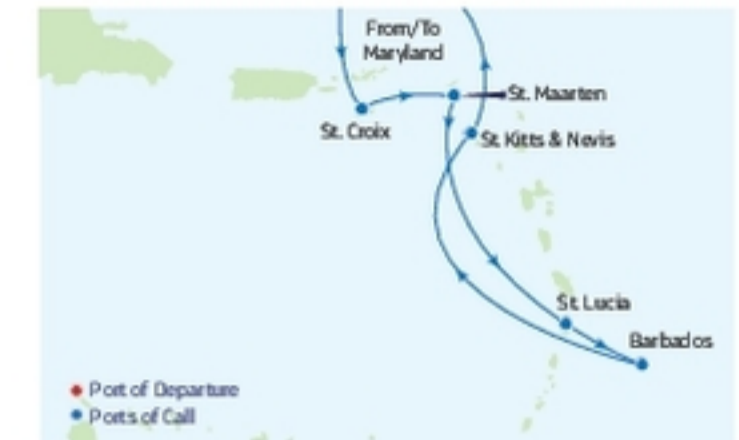 From/To
Maryland
St. Maarten
St. Croix
St. Kitts & Nevis
St. Lucia
Barbados
Port of Departure
Ports of Call